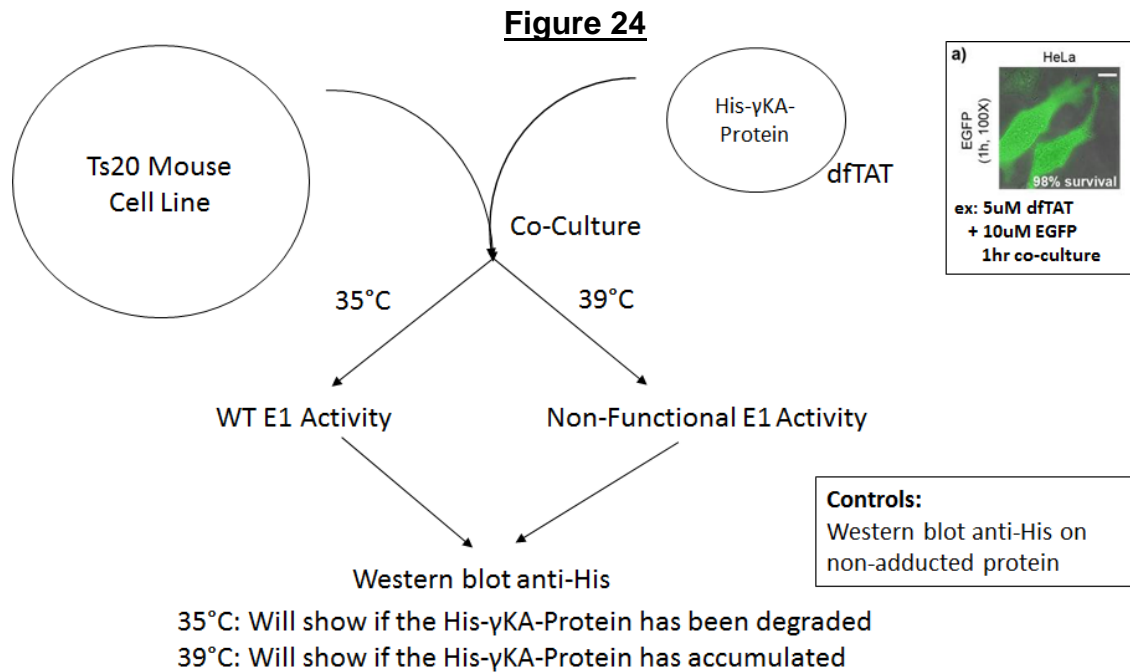 Figure 24
Ts20 Mouse
Cell Line
His-γKA-
Protein
dfTAT
Co-Culture
a)
HeLa
EGFP
(1h, 100X)
98% survival
ex: 5uM dfTAT
+ 10uM EGFP
1hr co-culture
35°C
39°C
WT E1 Activity
Non-Functional E1 Activity
Controls:
Western blot anti-His on
non-adducted protein
Western blot anti-His
35°C: Will show if the His-γKA-Protein has been degraded
39°C: Will show if the His-γKA-Protein has accumulated